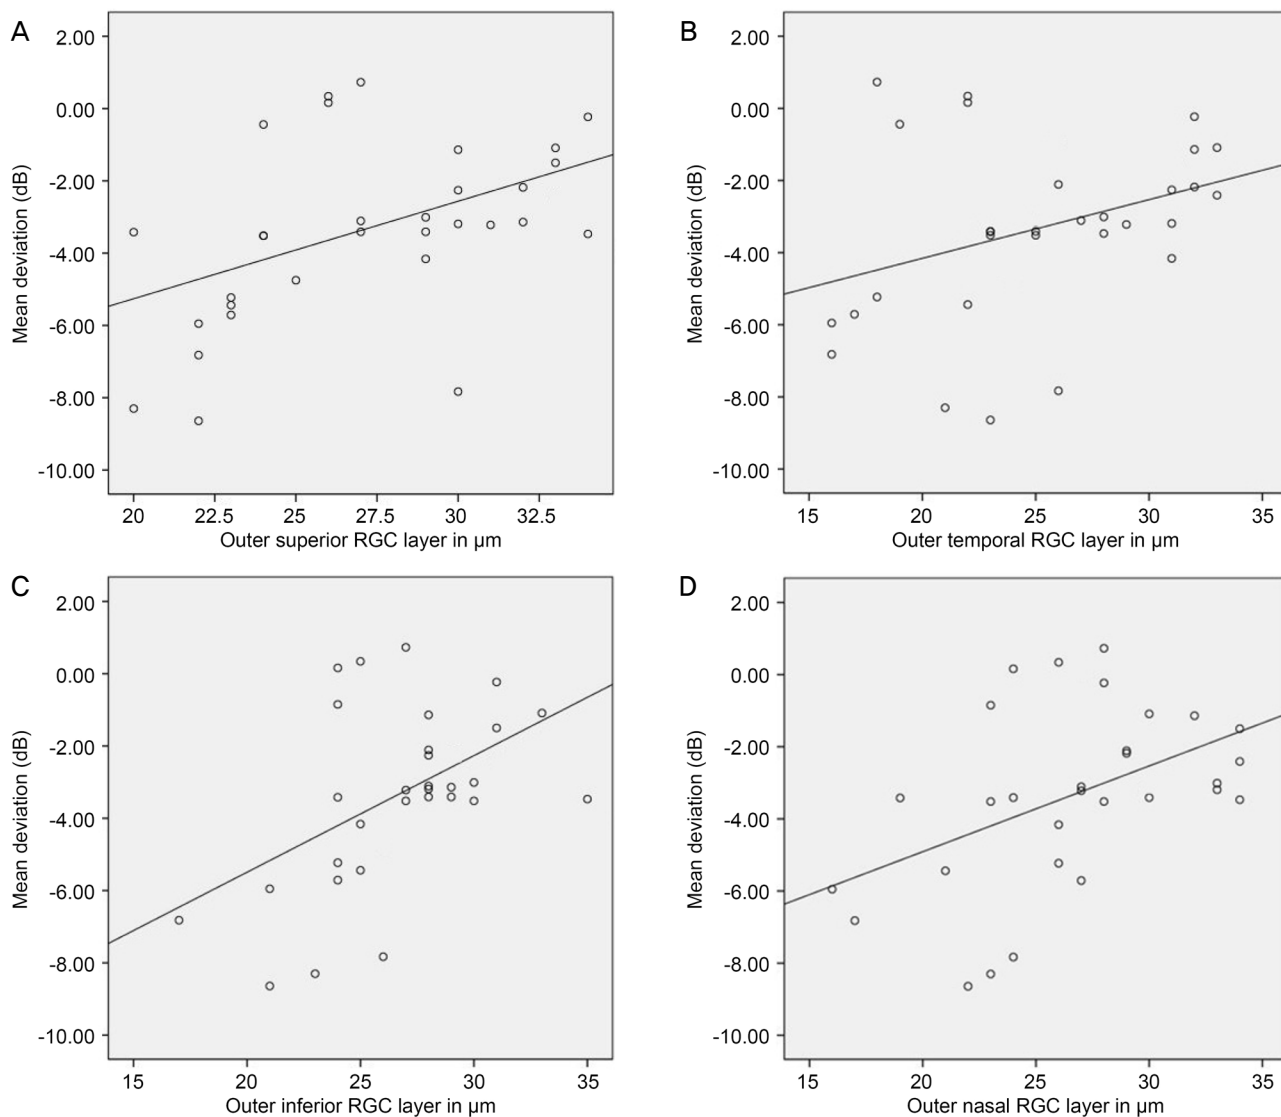 A
2.00
0.00
-2.00
-4.00
-6.00
-8.00
-10.00
Mean deviation (dB)
20 22.5 25 27.5 30 32.5
Outer superior RGC layer in µm
B
2.00
0.00
-2.00
-4.00
-6.00
-8.00
-10.00
Mean deviation (dB)
15 20 25 30 35
Outer temporal RGC layer in µm
C
2.00
0.00
-2.00
-4.00
-6.00
-8.00
-10.00
Mean deviation (dB)
15 20 25 30 35
Outer inferior RGC layer in µm
D
2.00
0.00
-2.00
-4.00
-6.00
-8.00
-10.00
Mean deviation (dB)
15 20 25 30 35
Outer nasal RGC layer in µm